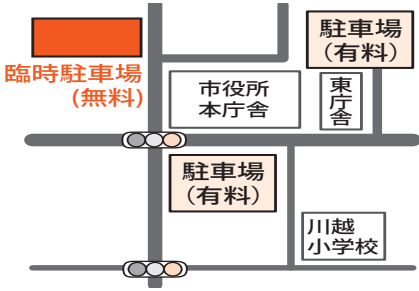 臨時駐車場
(無料)
駐車場
(有料)
市役所
本庁舎
東庁舎
駐車場
(有料)
川越
小学校